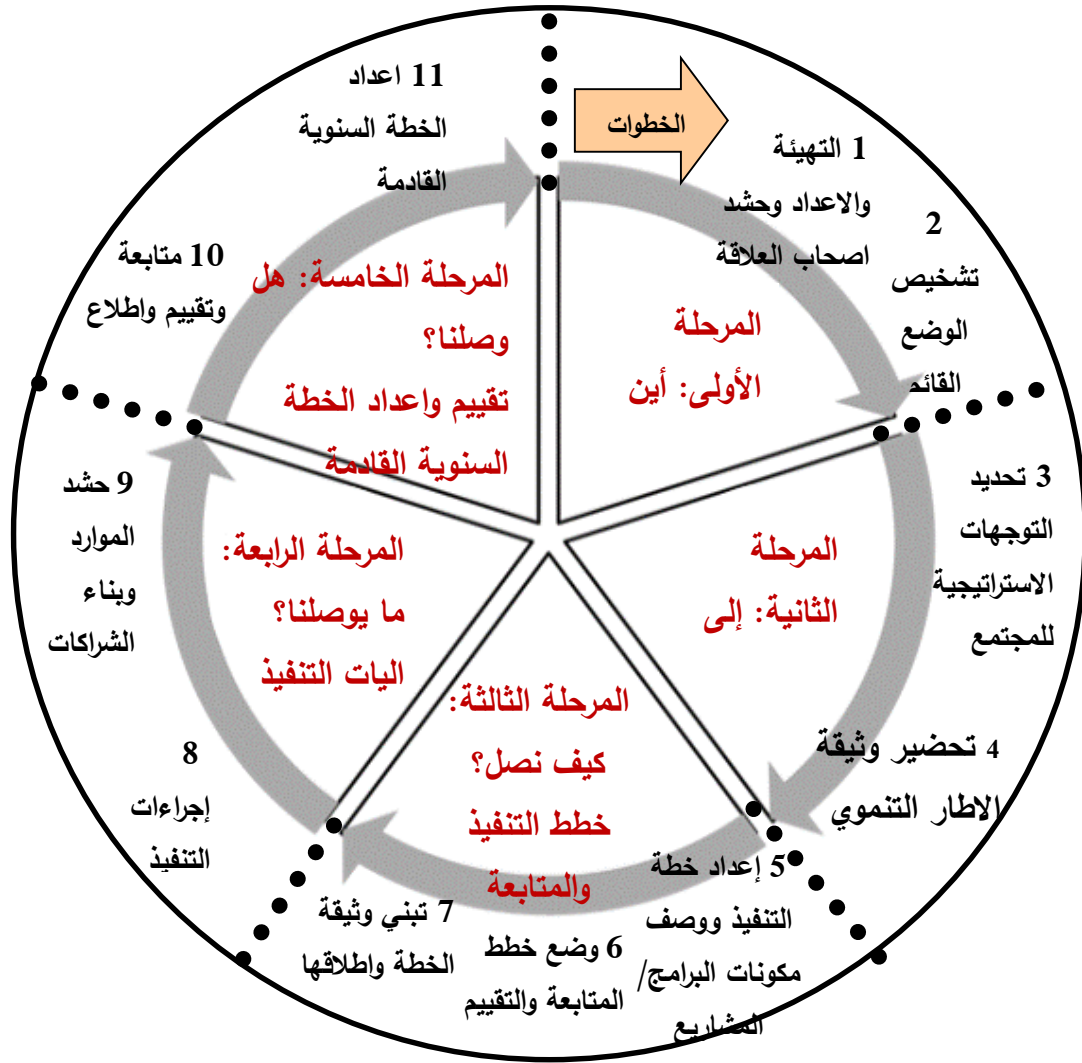 الخطوات
1 التهيئة
والاعداد وحشد
اصحاب العلاقة
2
تشخيص
الوضع
القائم
المرحلة
الأولى: أين
3 تحديد
التوجهات
الاستراتيجية
للمجتمع
4 تحضير وثيقة
الاطار التنموي
المرحلة
الثانية: إلى
5 إعداد خطة
التنفيذ ووصف
مكونات البرامج/
المشاريع
6 وضع خطط
المتابعة والتقييم
7 تبني وثيقة
الخطة واطلاقها
المرحلة الثالثة:
كيف نصل؟
خطط التنفيذ
والمتابعة
8
إجراءات
التنفيذ
9 حشد
الموارد
وبناء
الشراكات
المرحلة الرابعة:
ما يوصلنا؟
اليات التنفيذ
10 متابعة
وتقييم واطلاع
11 اعداد
الخطة السنوية
القادمة
المرحلة الخامسة: هل
وصلنا؟
تقييم واعداد الخطة
السنوية القادمة